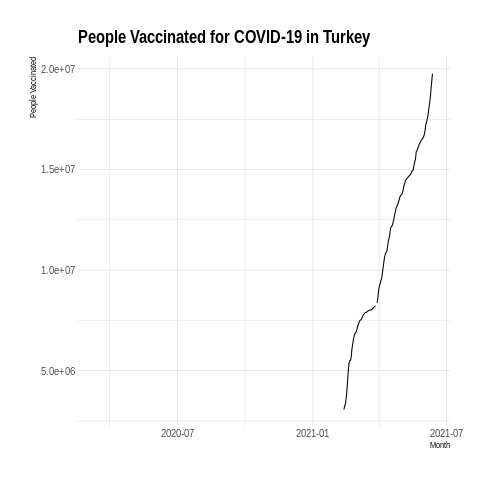 People Vaccinated for COVID-19 in Turkey
People Vaccinated
2.0e+07
1.5e+07
1.0e+07
5.0e+06
2020-07
2021-01
2021-07
Month